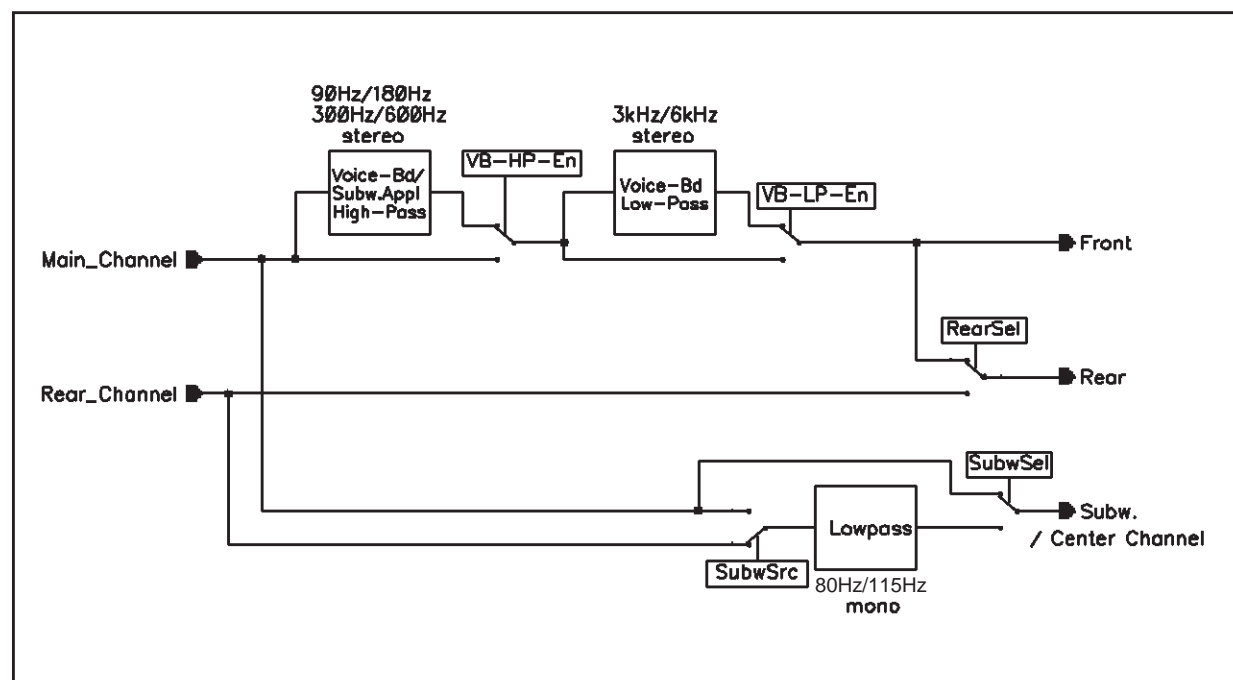 90Hz/180Hz
300Hz/600Hz
stereo
Voice-Bd/
Subw.Appl
High-Pass
VB-HP-En
3kHz/6kHz
stereo
Voice-Bd
Low-Pass
VB-LP-En
Main_Channel
Front
RearSel
Rear_Channel
Rear
SubwSel
Subw.
/ Center Channel
Lowpass
SubwSrc
80Hz/115Hz
mono